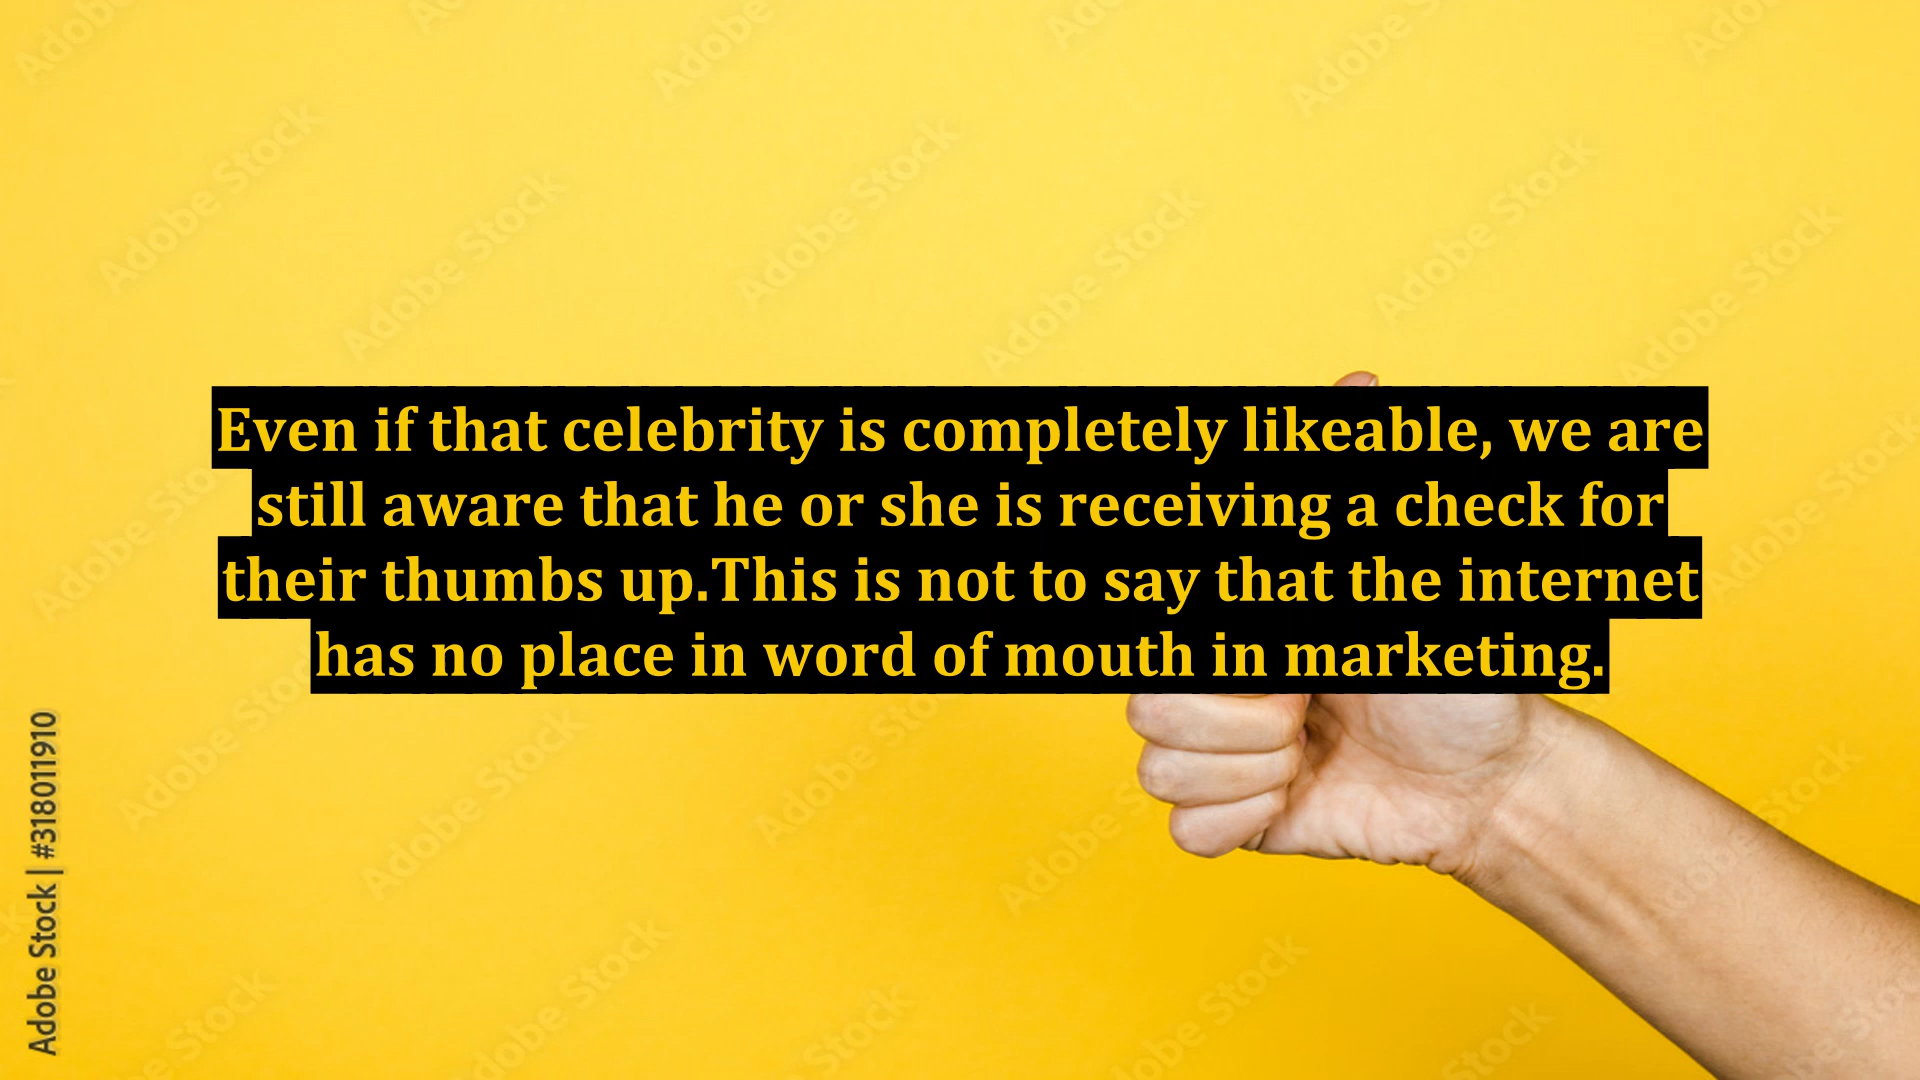 Even if that celebrity is completely likeable, we are
still aware that he or she is receiving a check for
their thumbs up.This is not to say that the internet
has no place in word of mouth in marketing.
Adobe Stock | #318011910
Adobe Stock